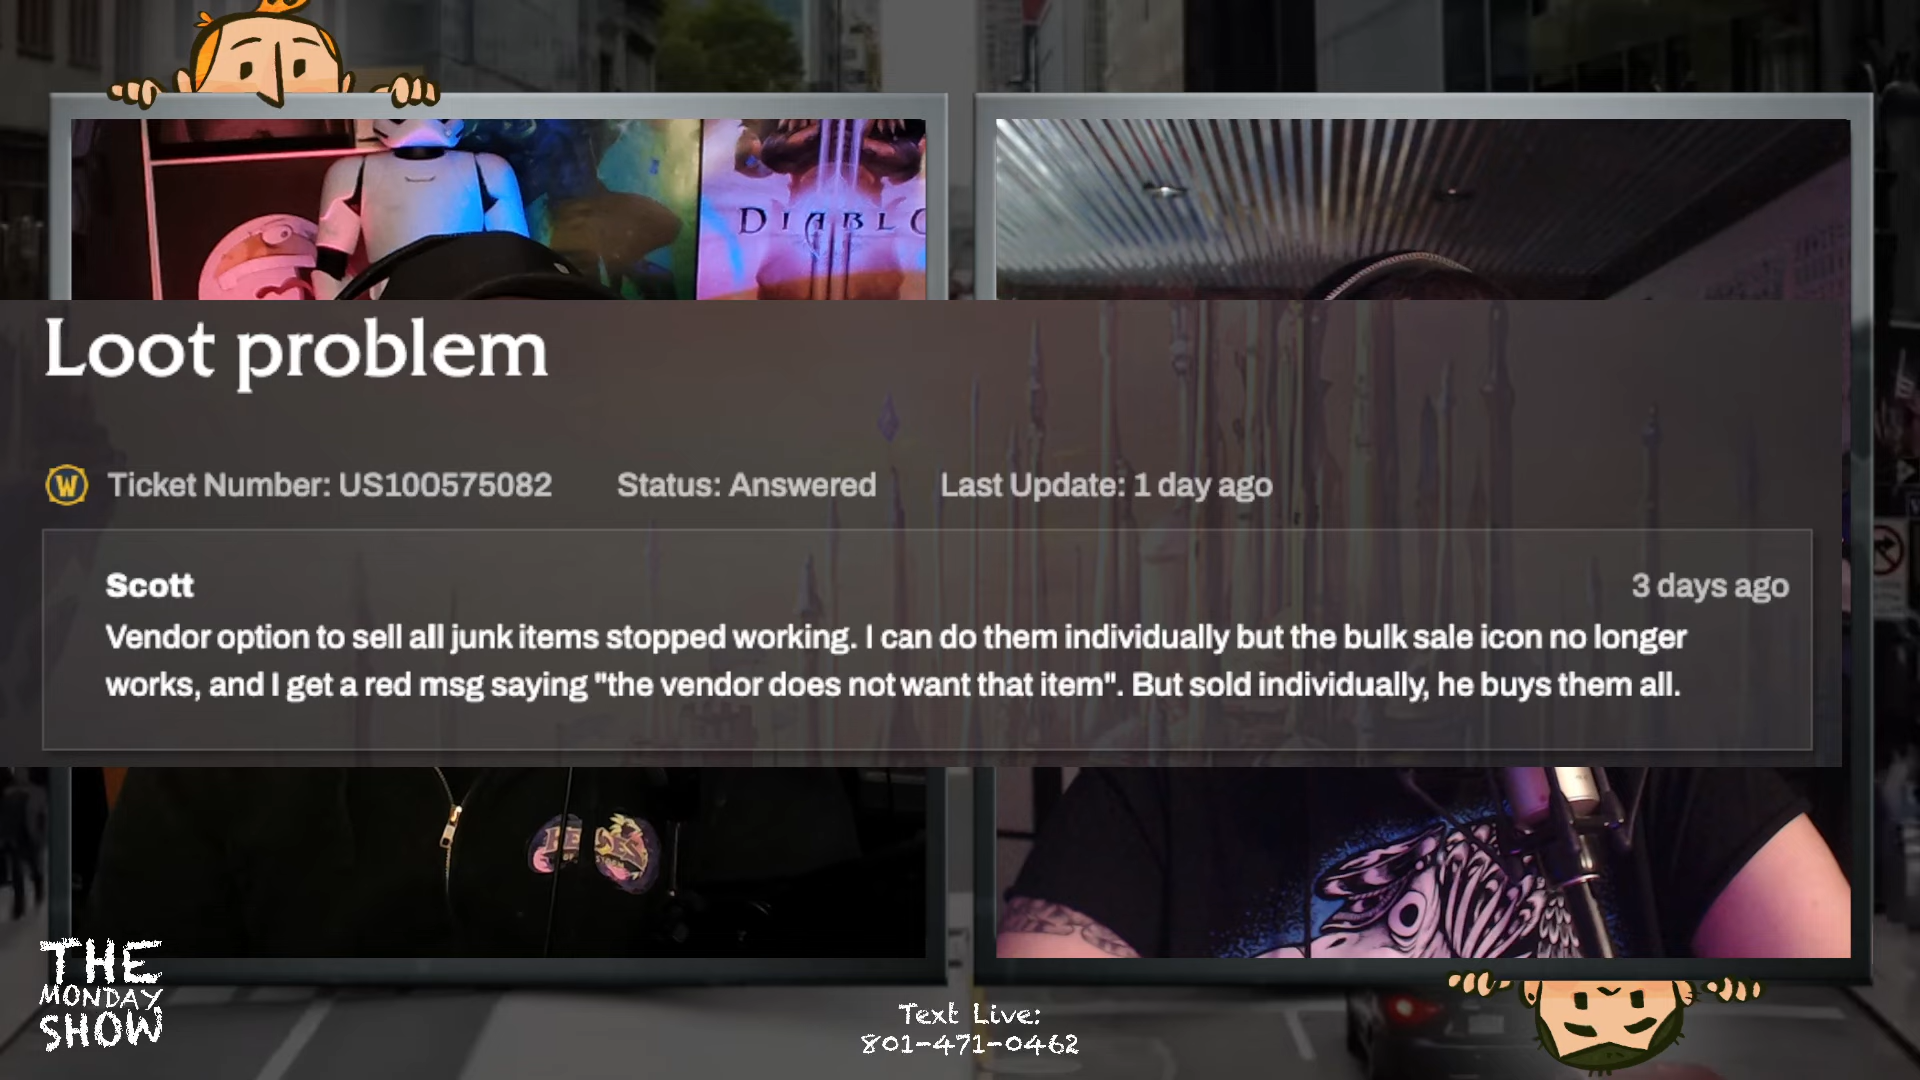 DIABLO
Loot problem
W Ticket Number: US100575082 Status: Answered Last Update: 1 day ago
Scott 3 days ago
Vendor option to sell all junk items stopped working. I can do them individually but the bulk sale icon no longer
works, and I get a red msg saying "the vendor does not want that item". But sold individually, he buys them all.
THE
MONDAY
SHOW
Text Live:
801-471-0462